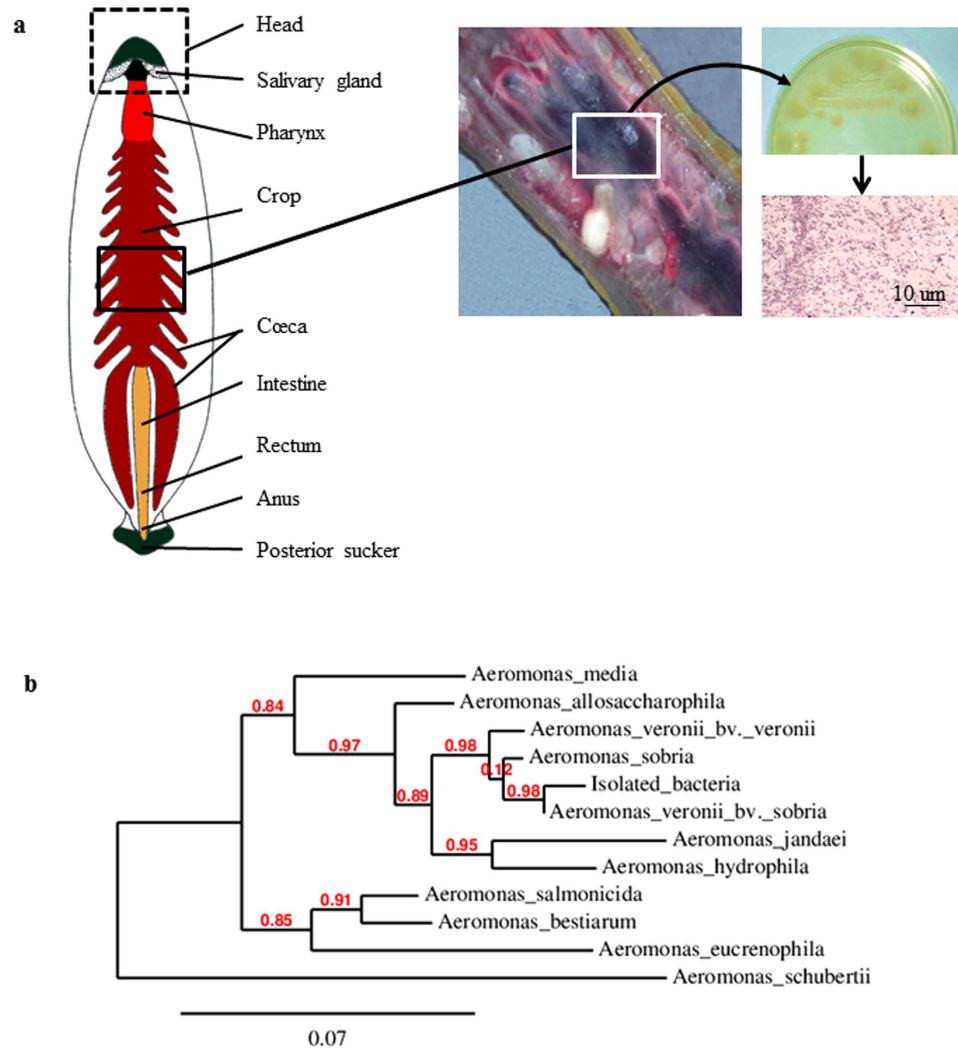 a
Head
Salivary gland
Pharynx
Crop
Cœca
Intestine
Rectum
Anus
Posterior sucker
10 um
b
Aeromonas_media
Aeromonas_allosaccharophila
Aeromonas_veronii_bv._veronii
Aeromonas_sobria
Isolated_bacteria
Aeromonas_veronii_bv._sobria
Aeromonas_jandaei
Aeromonas_hydrophila
Aeromonas_salmonicida
Aeromonas_bestiarum
Aeromonas_eucrenophila
Aeromonas_schubertii
0.84
0.97
0.98
0.12
0.98
0.89
0.95
0.91
0.85
0.07